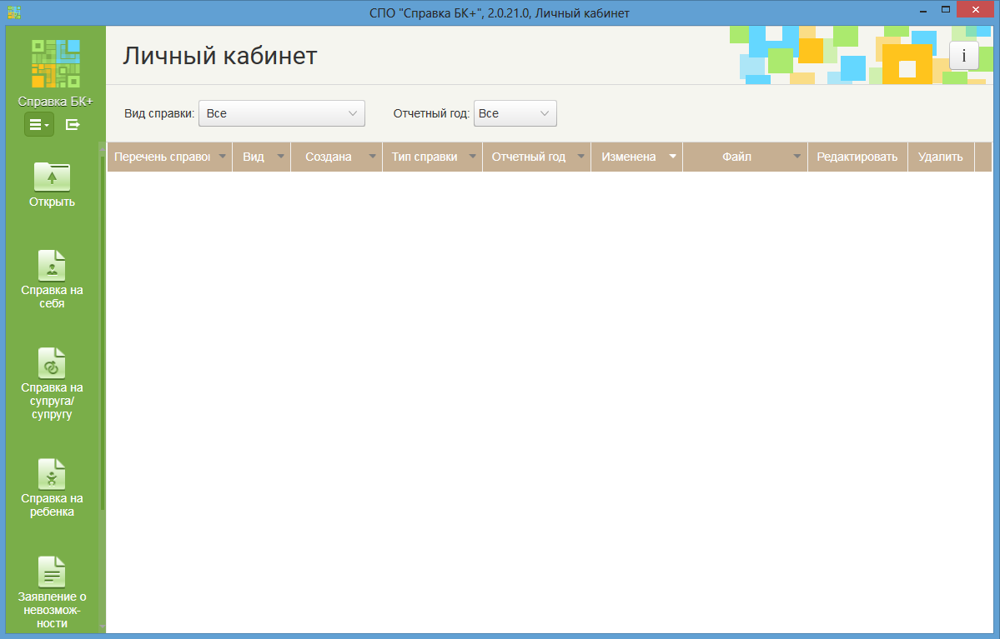 СПО "Справка БК+", 2.0.21.0, Личный кабинет
Справка БК+
Личный кабинет
i
Вид справки: Все Отчетный год: Все
Перечень справо Вид Создана Тип справки Отчетный год Изменена Файл Редактировать Удалить
Открыть
Справка на
себя
Справка на
супруга/
супругу
Справка на
ребенка
Заявление о
невозмож-
ности